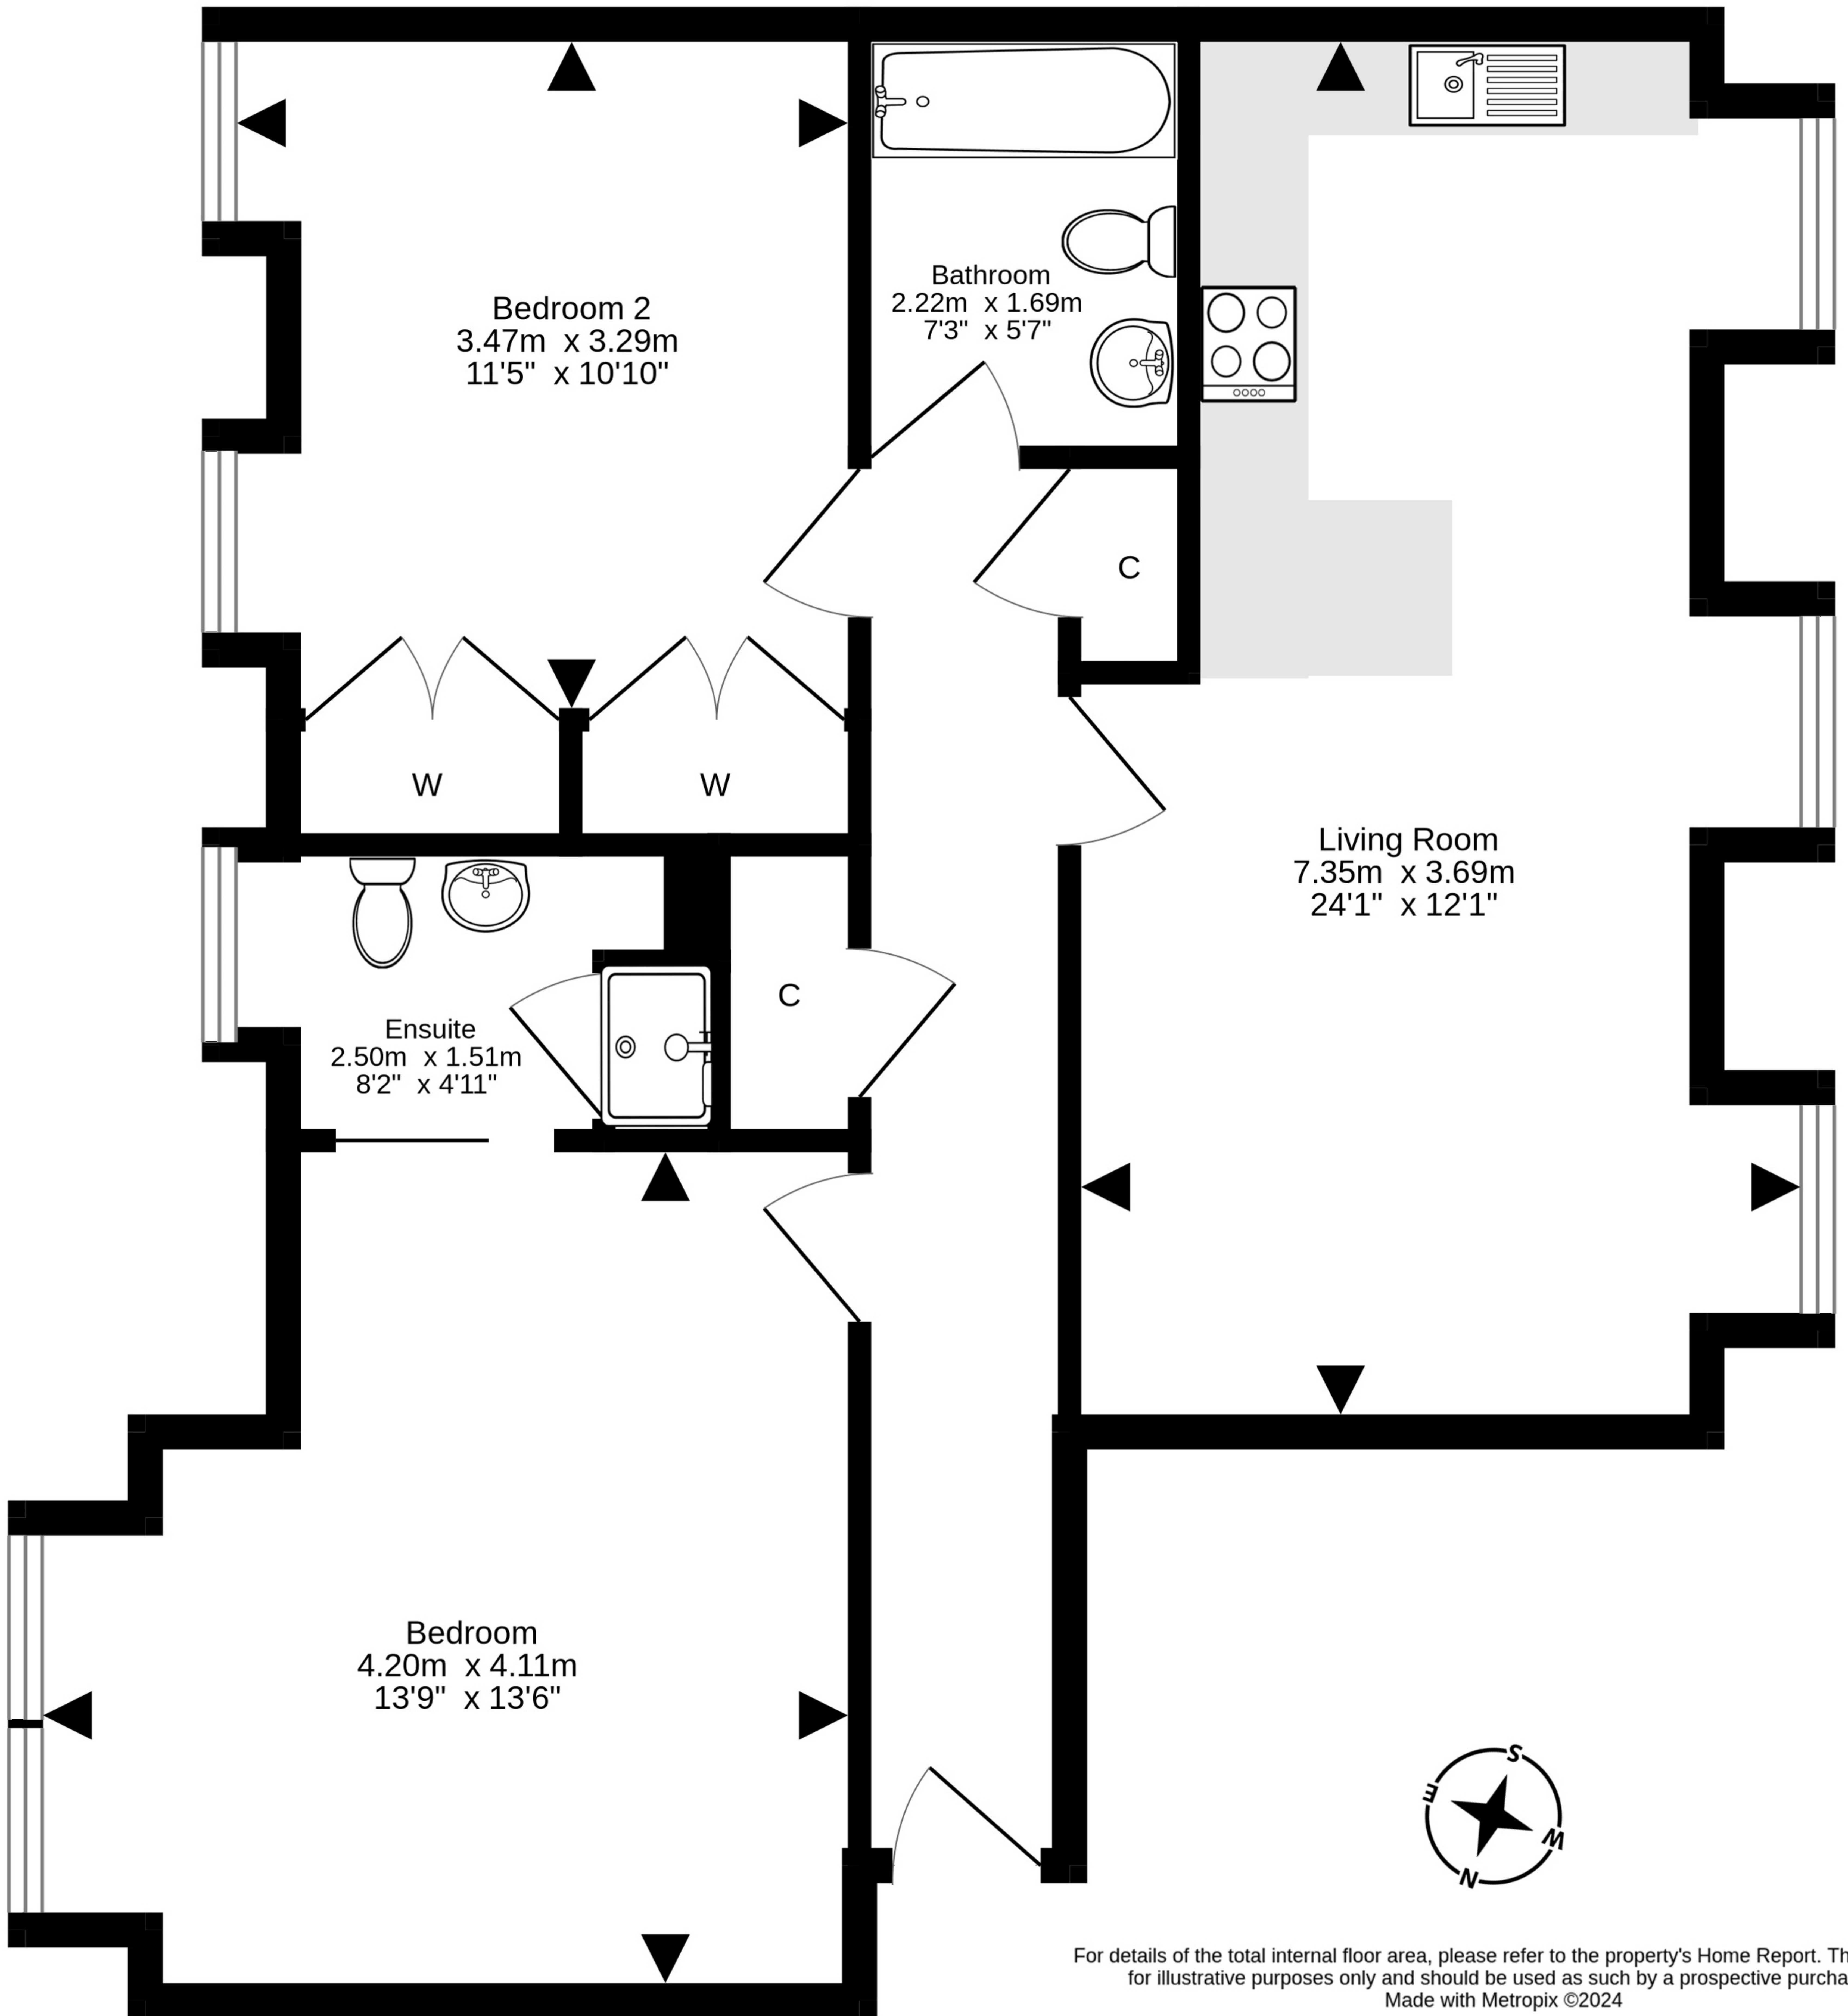 Bathroom
2.22m x 1.69m
7'3" x 5'7"
Bedroom 2
3.47m x 3.29m
11'5" x 10'10"
C
W
W
Living Room
7.35m x 3.69m
24'1" x 12'1"
C
Ensuite
2.50m x 1.51m
8'2" x 4'11"
Bedroom
4.20m x 4.11m
13'9" x 13'6"
S
E
W
N
For details of the total internal floor area, please refer to the property's Home Report.
for illustrative purposes only and should be used as such by a prospective
Made with Metropix ©2024